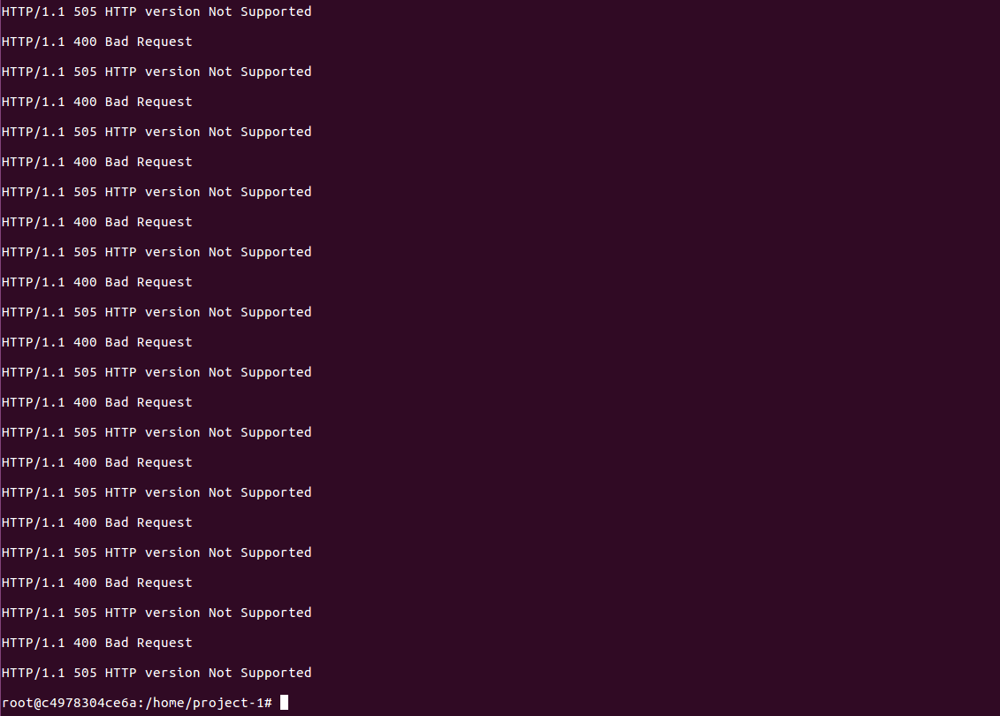 HTTP/1.1 505 HTTP version Not Supported
HTTP/1.1 400 Bad Request
HTTP/1.1 505 HTTP version Not Supported
HTTP/1.1 400 Bad Request
HTTP/1.1 505 HTTP version Not Supported
HTTP/1.1 400 Bad Request
HTTP/1.1 505 HTTP version Not Supported
HTTP/1.1 400 Bad Request
HTTP/1.1 505 HTTP version Not Supported
HTTP/1.1 400 Bad Request
HTTP/1.1 505 HTTP version Not Supported
HTTP/1.1 400 Bad Request
HTTP/1.1 505 HTTP version Not Supported
HTTP/1.1 400 Bad Request
HTTP/1.1 505 HTTP version Not Supported
HTTP/1.1 400 Bad Request
HTTP/1.1 505 HTTP version Not Supported
HTTP/1.1 400 Bad Request
HTTP/1.1 505 HTTP version Not Supported
HTTP/1.1 400 Bad Request
HTTP/1.1 505 HTTP version Not Supported
HTTP/1.1 400 Bad Request
HTTP/1.1 505 HTTP version Not Supported
root@c4978304ce6a:/home/project-1#